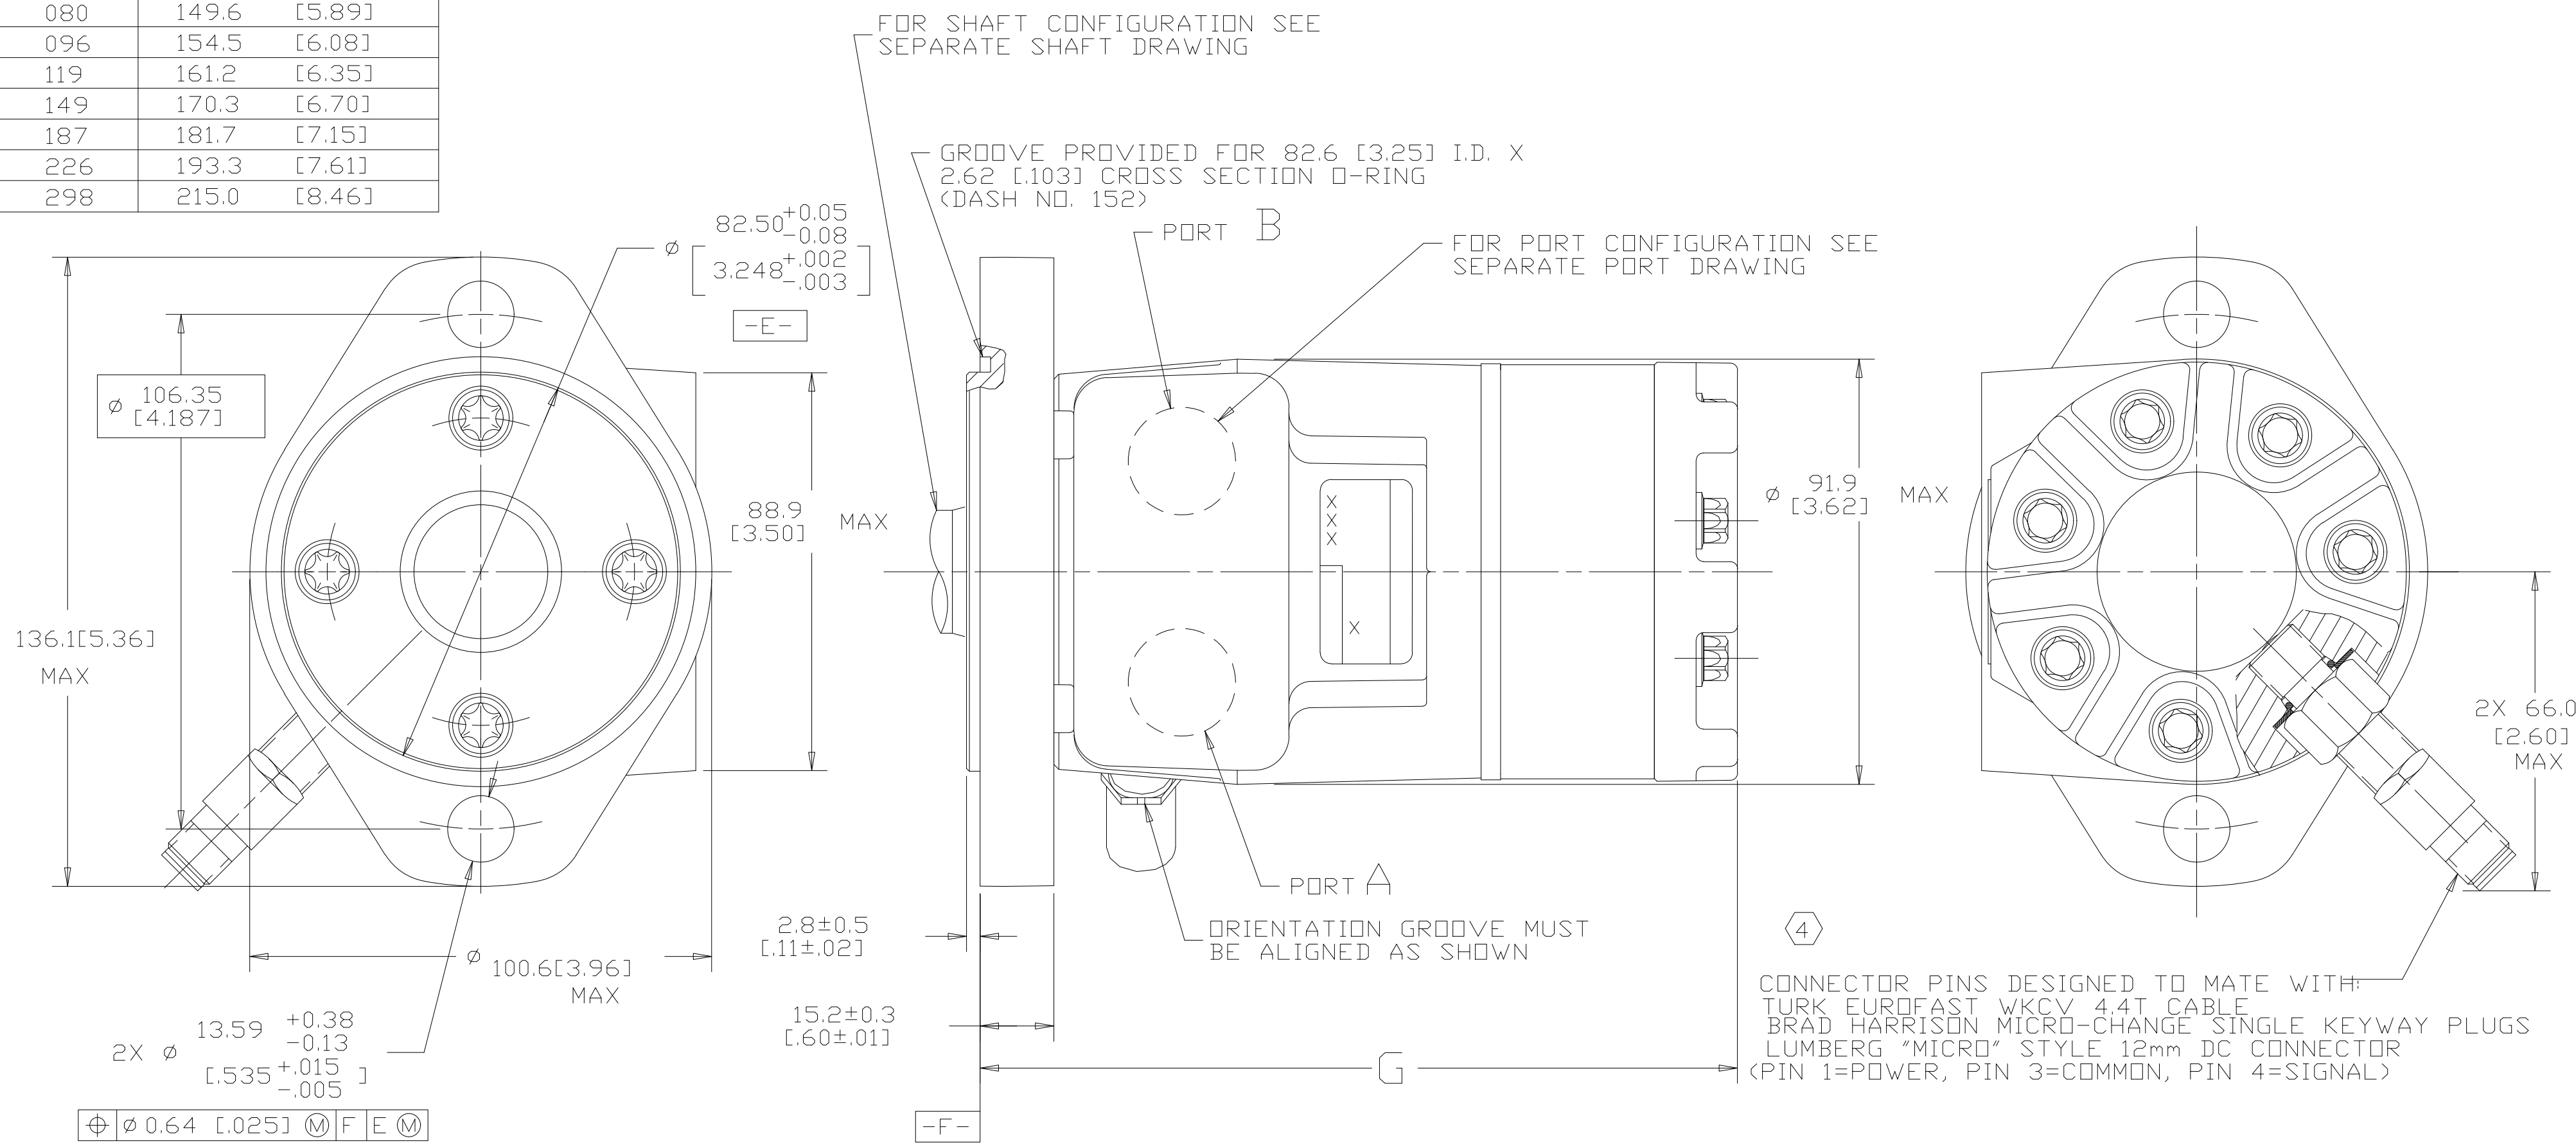 080 149.6 [5.89]
096 154.5 [6.08]
119 161.2 [6.35]
149 170.3 [6.70]
187 181.7 [7.15]
226 193.3 [7.61]
298 215.0 [8.46]
FOR SHAFT CONFIGURATION SEE
SEPARATE SHAFT DRAWING
GROOVE PROVIDED FOR 82.6 [3.25] I.D. X
2.62 [.103] CROSS SECTION O-RING
(DASH NO. 152)
PORT B
FOR PORT CONFIGURATION SEE
SEPARATE PORT DRAWING
Ø 82.50 +0.05 -0.08
[3.248 +.002 -.003]
-E-
Ø 106.35
[4.187]
136.1[5.36]
MAX
88.9
[3.50]
MAX
X
X
X
X
Ø 91.9
[3.62]
MAX
2X 66.0
[2.60]
MAX
PORT A
ORIENTATION GROOVE MUST
BE ALIGNED AS SHOWN
2.8±0.5
[.11±.02]
15.2±0.3
[.60±.01]
Ø 100.6[3.96]
MAX
2X Ø 13.59 +0.38 -0.13
[.535 +.015 -.005]
⌖ Ø 0.64 [.025] Ⓜ F E Ⓜ
-F-
G
4
CONNECTOR PINS DESIGNED TO MATE WITH:
TURK EUROFAST WKCV 4.4T CABLE
BRAD HARRISON MICRO-CHANGE SINGLE KEYWAY PLUGS
LUMBERG "MICRO" STYLE 12mm DC CONNECTOR
(PIN 1=POWER, PIN 3=COMMON, PIN 4=SIGNAL)